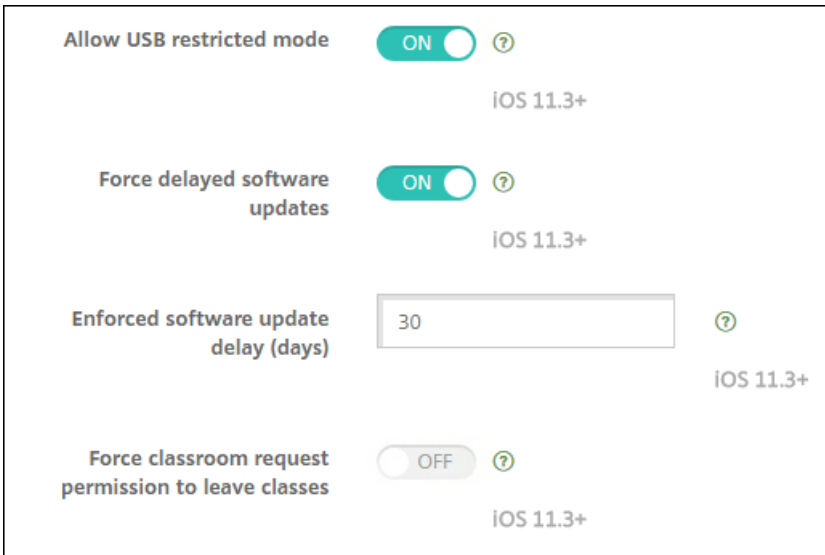 Allow USB restricted mode ON ?
iOS 11.3+
Force delayed software
updates ON ?
iOS 11.3+
Enforced software update
delay (days) 30 ?
iOS 11.3+
Force classroom request
permission to leave classes OFF ?
iOS 11.3+